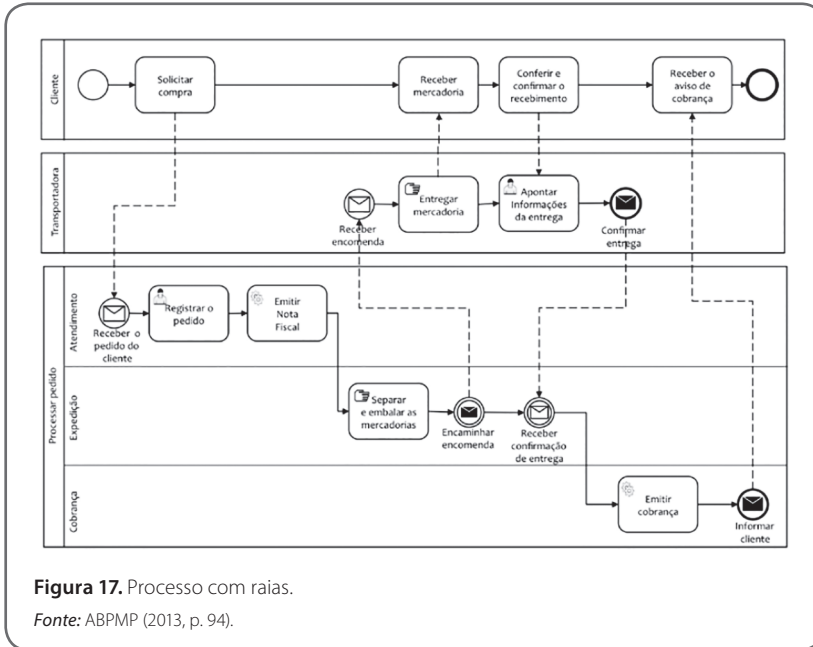 Cliente
Solicitar
compra
Receber
mercadoria
Conferir e
confirmar o
recebimento
Receber o
aviso de
cobrança
Transportadora
Receber
encomenda
Entregar
mercadoria
Apontar
Informações
da entrega
Confirmar
entrega
Processar pedido
Atendimento
Receber o
pedido do
cliente
Registrar o
pedido
Emitir
Nota
Fiscal
Expedição
Separar
e embalar as
mercadorias
Encaminhar
encomenda
Receber
confirmação
de entrega
Cobrança
Emitir
cobrança
Informar
cliente
Figura 17. Processo com raias.
Fonte: ABPMP (2013, p. 94).